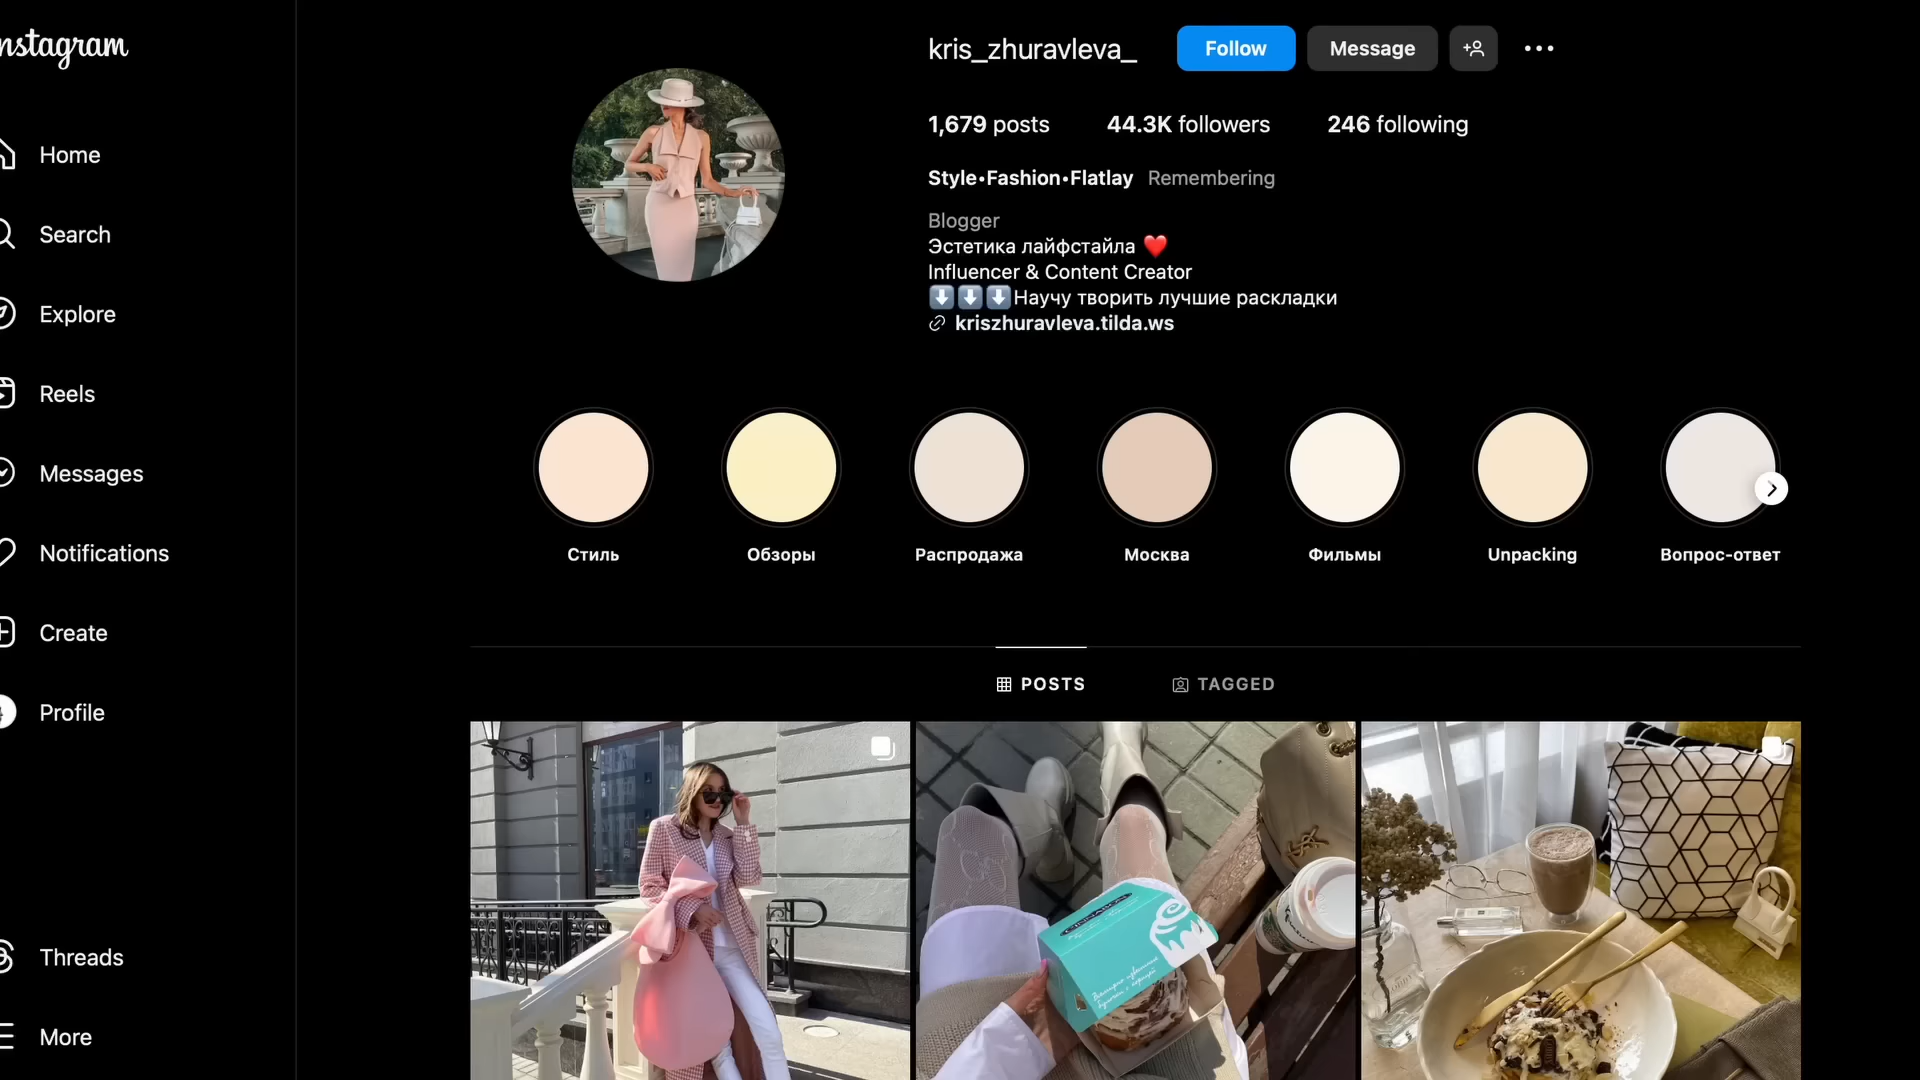 nstagram
Home
Search
Explore
Reels
Messages
Notifications
Create
Profile
Threads
More
kris_zhuravleva_ Follow Message
1,679 posts 44.3K followers 246 following
Style•Fashion•Flatlay Remembering
Blogger
Эстетика лайфстайла ❤️
Influencer & Content Creator
⬇️⬇️⬇️Научу творить лучшие раскладки
kriszhuravleva.tilda.ws
Стиль Обзоры Распродажа Москва Фильмы Unpacking Вопрос-ответ
POSTS TAGGED
CINNABON